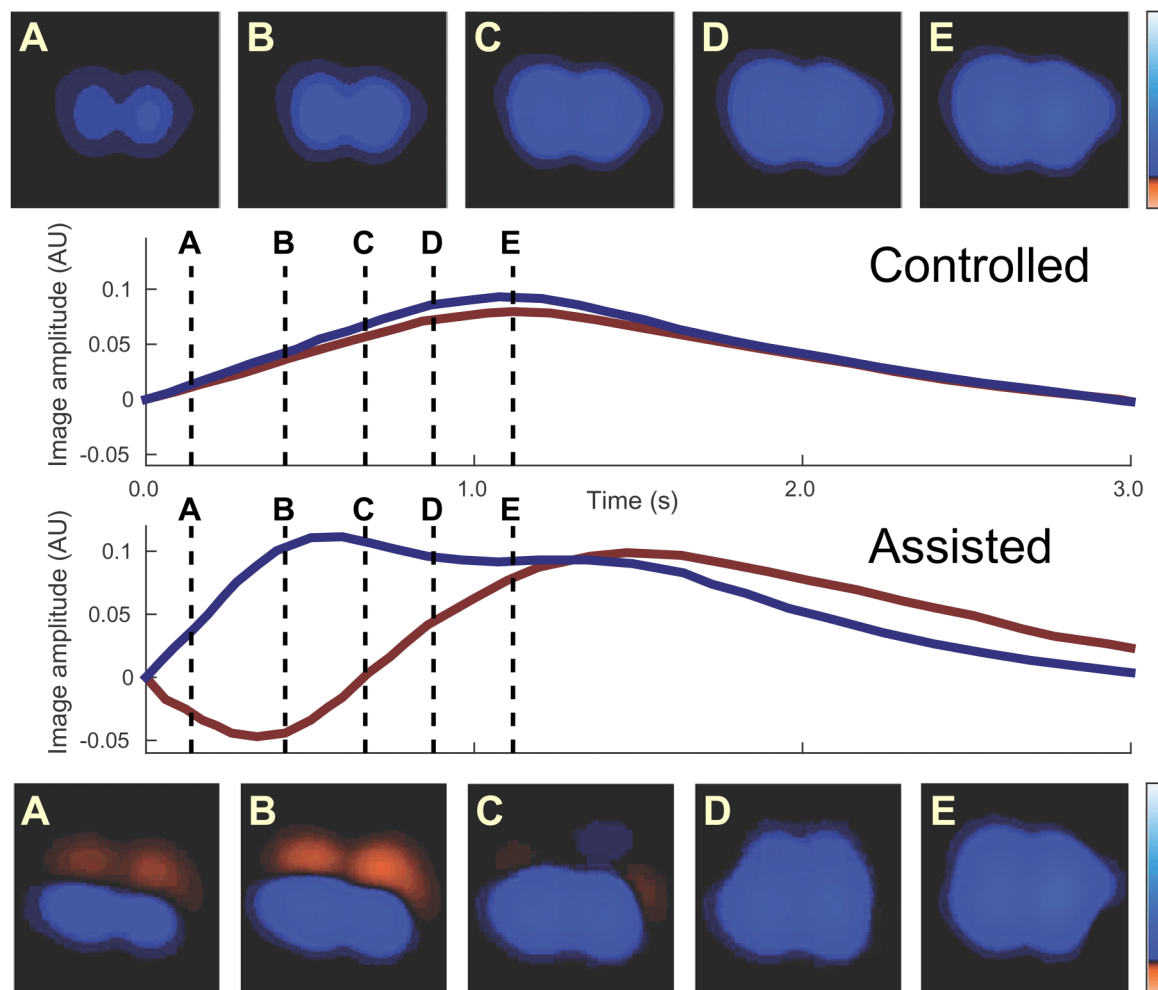 A B C D E
Image amplitude (AU)
0.1
0.05
0
-0.05
A B C D E
Controlled
0.0 1.0 2.0 3.0
Time (s)
Image amplitude (AU)
0.1
0.05
0
-0.05
A B C D E
Assisted
A B C D E